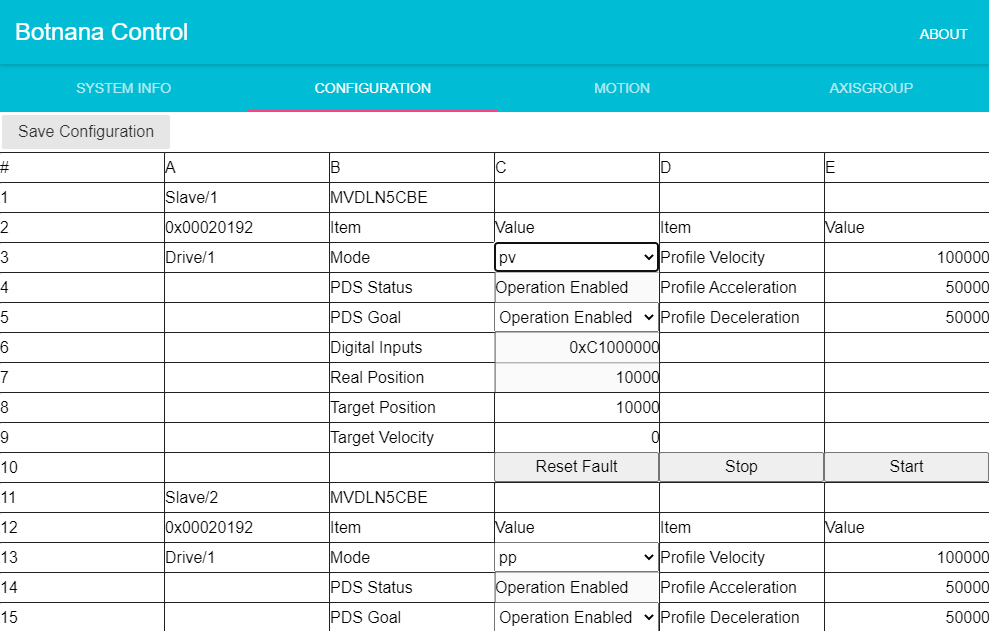 Botnana Control
ABOUT
SYSTEM INFO CONFIGURATION MOTION AXISGROUP
Save Configuration
# A B C D E
1 Slave/1 MVDLN5CBE
2 0x00020192 Item Value Item Value
3 Drive/1 Mode pv Profile Velocity 100000
4 PDS Status Operation Enabled Profile Acceleration 50000
5 PDS Goal Operation Enabled Profile Deceleration 50000
6 Digital Inputs 0xC1000000
7 Real Position 10000
8 Target Position 10000
9 Target Velocity 0
10 Reset Fault Stop Start
11 Slave/2 MVDLN5CBE
12 0x00020192 Item Value Item Value
13 Drive/1 Mode pp Profile Velocity 100000
14 PDS Status Operation Enabled Profile Acceleration 50000
15 PDS Goal Operation Enabled Profile Deceleration 50000